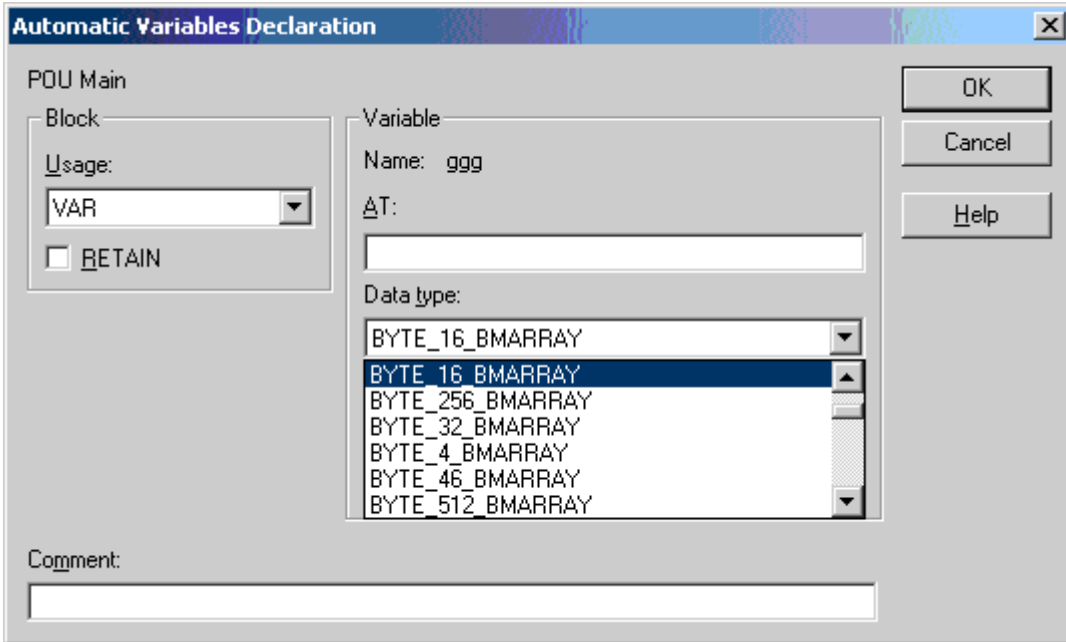 Automatic Variables Declaration
POU Main
Block
Usage:
VAR
RETAIN
Variable
Name: ggg
AT:
Data type:
BYTE_16_BMARRAY
BYTE_16_BMARRAY
BYTE_256_BMARRAY
BYTE_32_BMARRAY
BYTE_4_BMARRAY
BYTE_46_BMARRAY
BYTE_512_BMARRAY
OK
Cancel
Help
Comment: